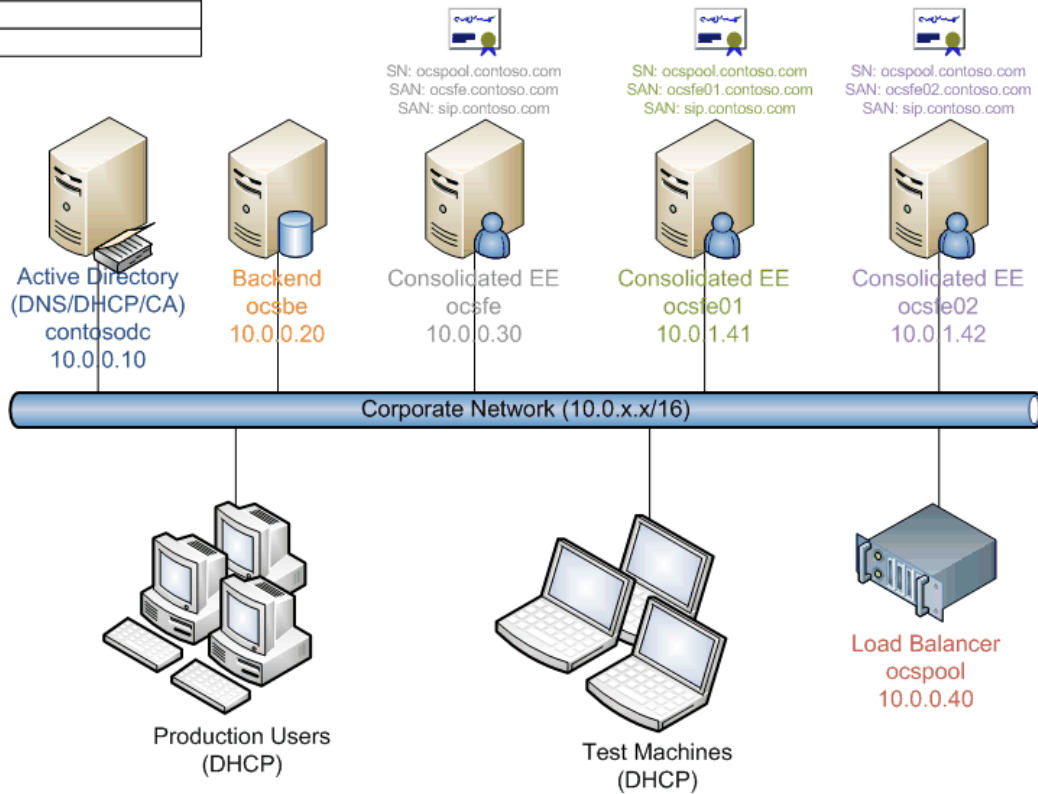 SN: ocspool.contoso.com
SAN: ocsfe.contoso.com
SAN: sip.contoso.com
SN: ocspool.contoso.com
SAN: ocsfe01.contoso.com
SAN: sip.contoso.com
SN: ocspool.contoso.com
SAN: ocsfe02.contoso.com
SAN: sip.contoso.com
Active Directory
(DNS/DHCP/CA)
contosodc
10.0.0.10
Backend
ocsbe
10.0.0.20
Consolidated EE
ocsfe
10.0.0.30
Consolidated EE
ocsfe01
10.0.1.41
Consolidated EE
ocsfe02
10.0.1.42
Corporate Network (10.0.x.x/16)
Production Users
(DHCP)
Test Machines
(DHCP)
Load Balancer
ocspool
10.0.0.40